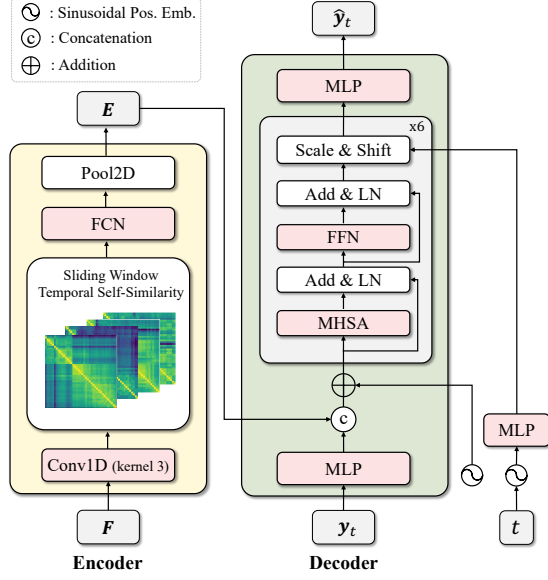 : Sinusoidal Pos. Emb.
c : Concatenation
: Addition
E
Pool2D
FCN
Sliding Window
Temporal Self-Similarity
Conv1D (kernel 3)
F
Encoder
ŷₜ
MLP
x6
Scale & Shift
Add & LN
FFN
Add & LN
MHSA
c
MLP
yₜ
Decoder
MLP
t